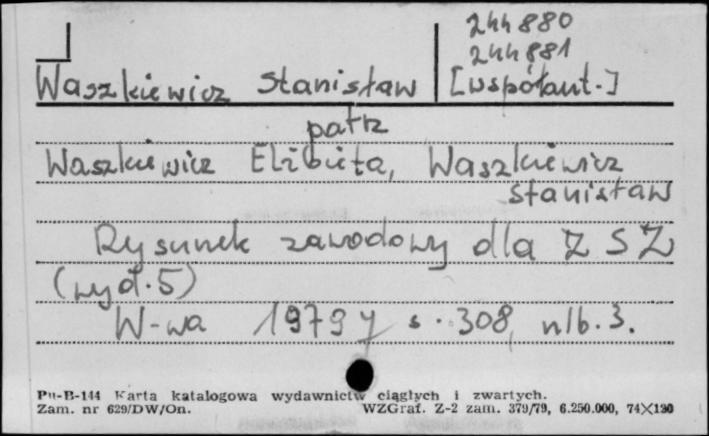 244880
244881
Waszkiewicz Stanisław [współaut.]
patrz
Waszkiewicz Elżbieta, Waszkiewicz
Stanisław
Rysunek zawodowy dla Z S Z
(wyd. 5)
W-wa 1979 s. 308, nlb. 3.
Pu-B-144 Karta katalogowa wydawnictw ciągłych i zwartych.
Zam. nr 629/DW/On. WZGraf. Z-2 zam. 379/79, 6.250.000, 74×120